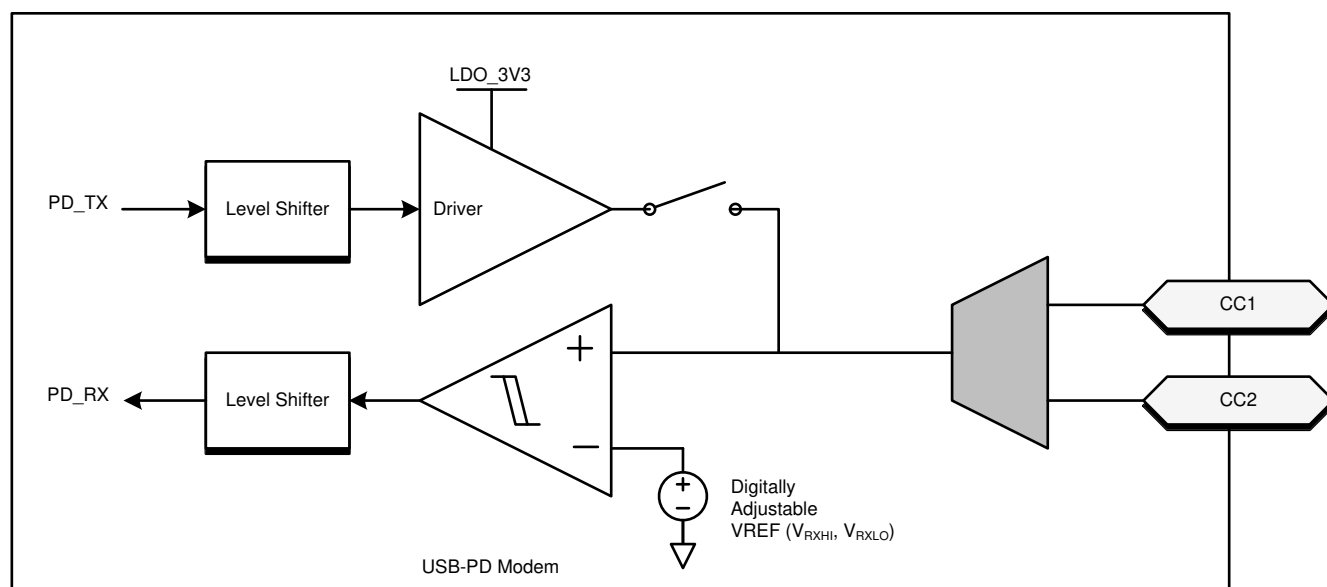 LDO_3V3
PD_TX
Level Shifter
Driver
CC1
+
PD_RX
Level Shifter
CC2
−
+
−
Digitally
Adjustable
VREF (VRXHI, VRXLO)
USB-PD Modem